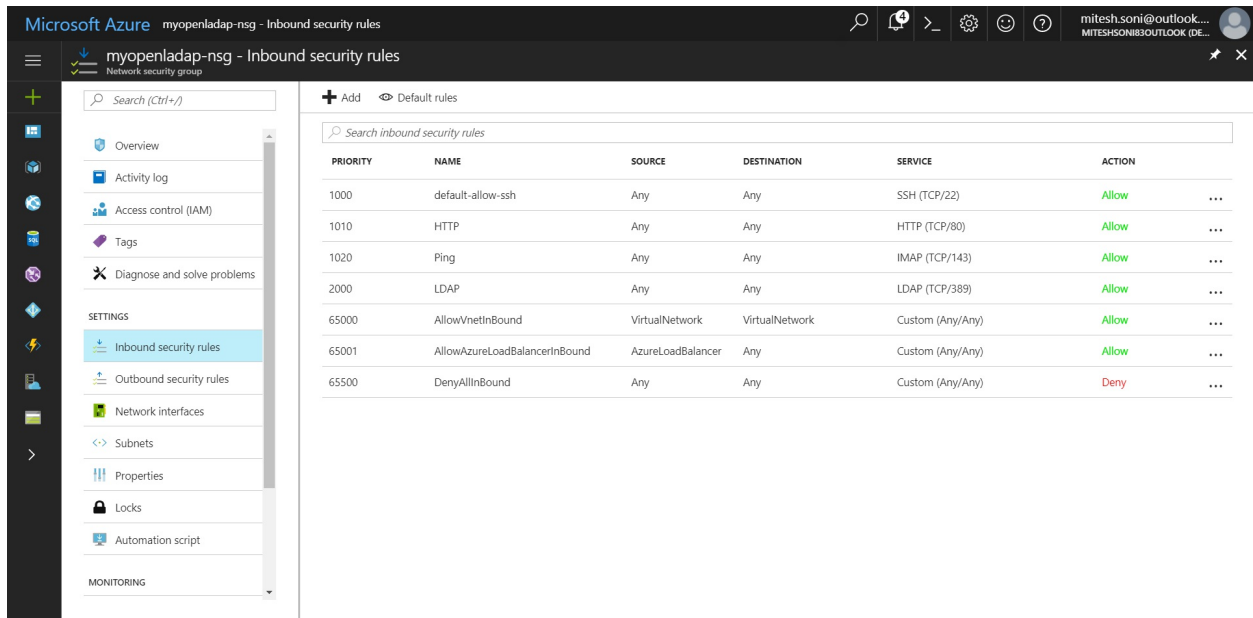 Microsoft Azure myopenladap-nsg - Inbound security rules 4 >_ ? mitesh.soni@outlook....
MITESHSONI83OUTLOOK (DE...
myopenladap-nsg - Inbound security rules
Network security group
Search (Ctrl+/)
Overview
Activity log
Access control (IAM)
Tags
Diagnose and solve problems
SETTINGS
Inbound security rules
Outbound security rules
Network interfaces
Subnets
Properties
Locks
Automation script
MONITORING
SQL
Add Default rules
Search inbound security rules
PRIORITY NAME SOURCE DESTINATION SERVICE ACTION
1000 default-allow-ssh Any Any SSH (TCP/22) Allow ...
1010 HTTP Any Any HTTP (TCP/80) Allow ...
1020 Ping Any Any IMAP (TCP/143) Allow ...
2000 LDAP Any Any LDAP (TCP/389) Allow ...
65000 AllowVnetInBound VirtualNetwork VirtualNetwork Custom (Any/Any) Allow ...
65001 AllowAzureLoadBalancerInBound AzureLoadBalancer Any Custom (Any/Any) Allow ...
65500 DenyAllInBound Any Any Custom (Any/Any) Deny ...